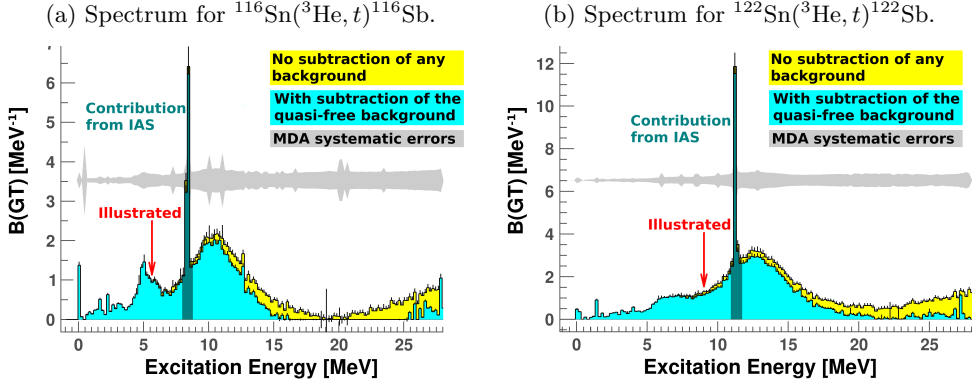 (a) Spectrum for ¹¹⁶Sn(³He, t)¹¹⁶Sb.
7
6
5
4
3
2
1
0
B(GT) [MeV⁻¹]
No subtraction of any
background
With subtraction of the
quasi-free background
MDA systematic errors
Contribution
from IAS
Illustrated
0
5
10
15
20
25
Excitation Energy [MeV]
(b) Spectrum for ¹²²Sn(³He, t)¹²²Sb.
12
10
8
6
4
2
0
B(GT) [MeV⁻¹]
No subtraction of any
background
With subtraction of the
quasi-free background
MDA systematic errors
Contribution
from IAS
Illustrated
0
5
10
15
20
25
Excitation Energy [MeV]